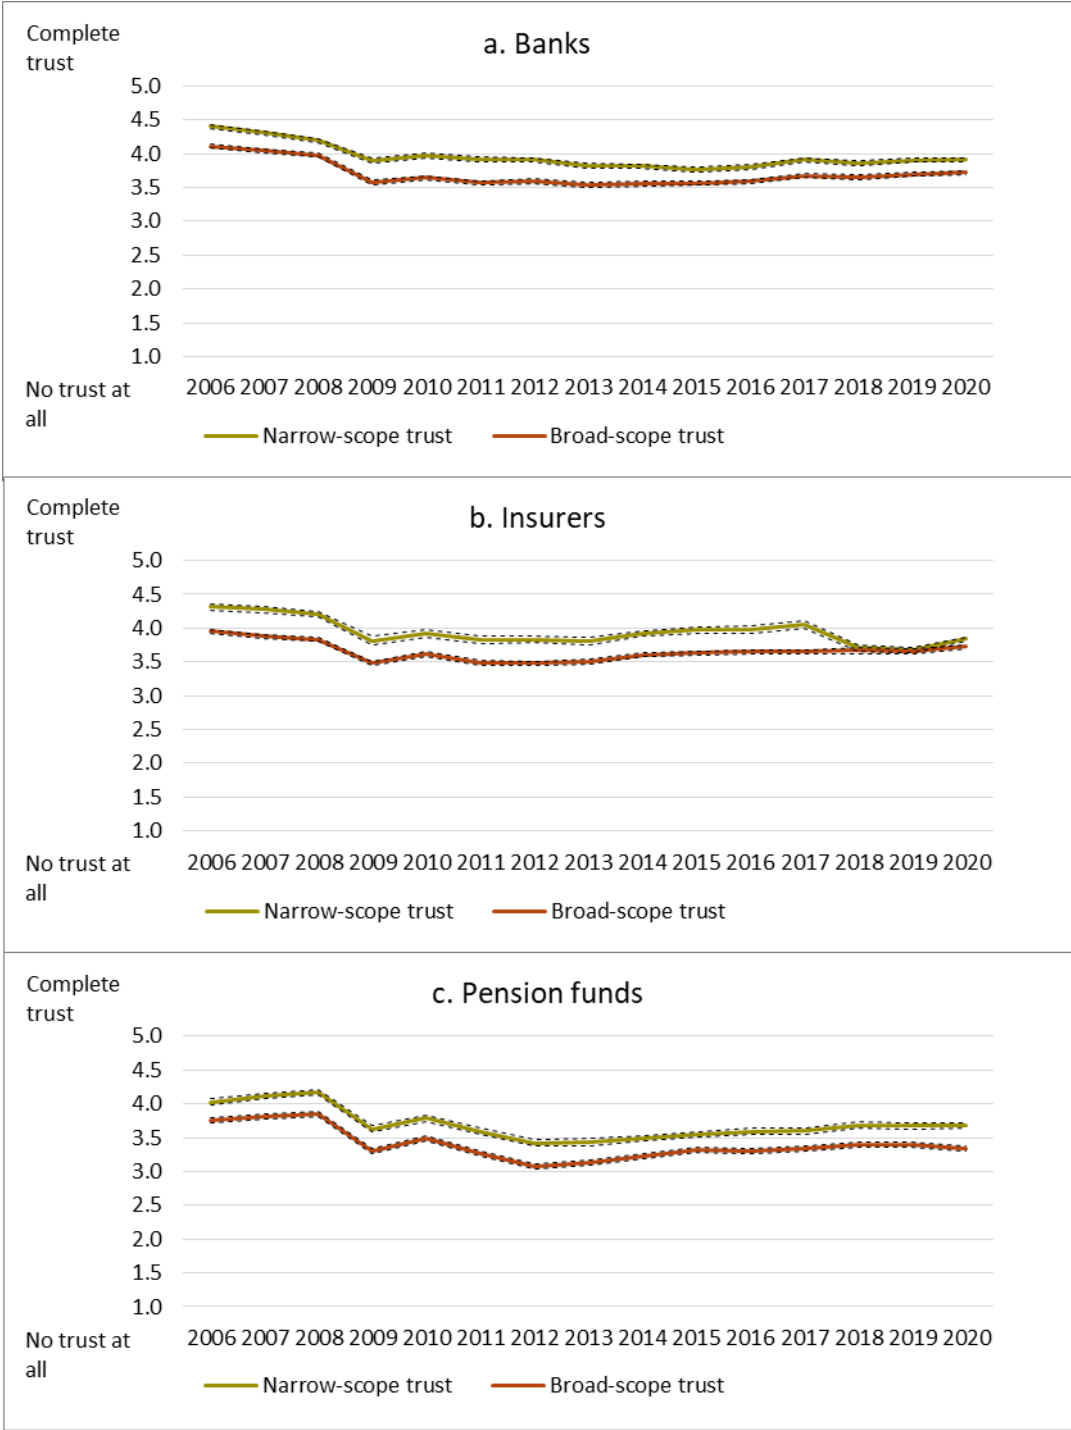 Complete
trust
a. Banks
5.0
4.5
4.0
3.5
3.0
2.5
2.0
1.5
1.0
No trust at
all
2006 2007 2008 2009 2010 2011 2012 2013 2014 2015 2016 2017 2018 2019 2020
Narrow-scope trust Broad-scope trust
Complete
trust
b. Insurers
5.0
4.5
4.0
3.5
3.0
2.5
2.0
1.5
1.0
No trust at
all
2006 2007 2008 2009 2010 2011 2012 2013 2014 2015 2016 2017 2018 2019 2020
Narrow-scope trust Broad-scope trust
Complete
trust
c. Pension funds
5.0
4.5
4.0
3.5
3.0
2.5
2.0
1.5
1.0
No trust at
all
2006 2007 2008 2009 2010 2011 2012 2013 2014 2015 2016 2017 2018 2019 2020
Narrow-scope trust Broad-scope trust